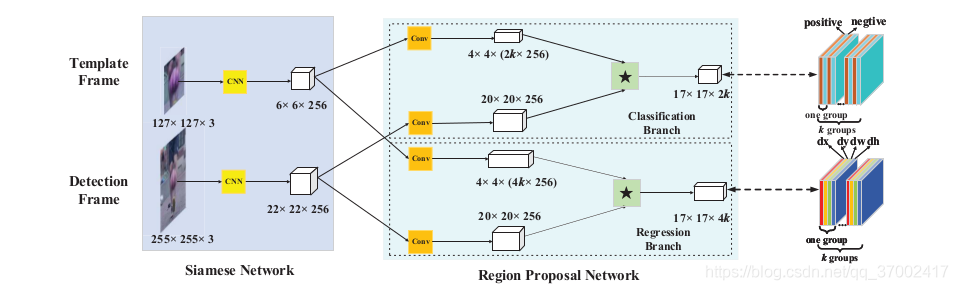 positive negtive
Template
Frame
CNN
6× 6× 256
127× 127× 3
Conv
4× 4× (2k× 256)
20× 20× 256
Conv
★
17× 17× 2k
Classification
Branch
one group
k groups
dx dy dw dh
Detection
Frame
CNN
22× 22× 256
255× 255× 3
Conv
4× 4× (4k× 256)
20× 20× 256
Conv
★
17× 17× 4k
Regression
Branch
one group
k groups
Siamese Network
Region Proposal Network
https://blog.csdn.net/qq_37002417